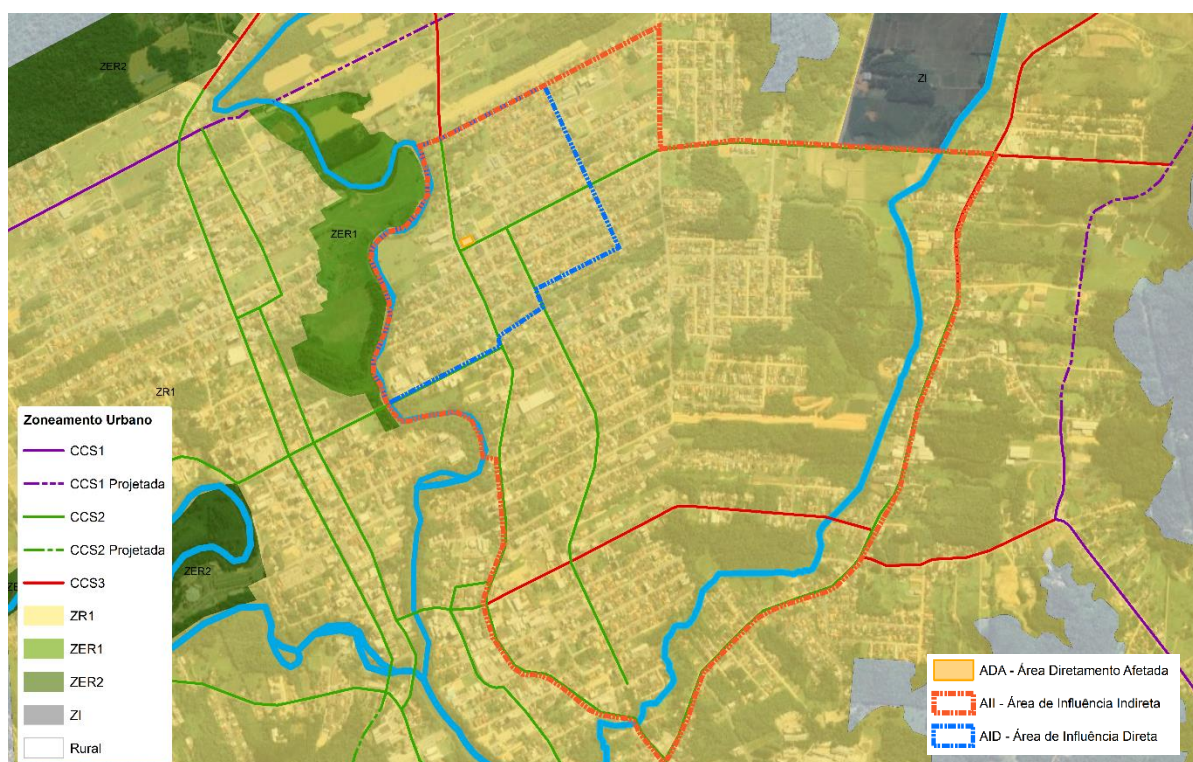 ZER2
ZI
ZER1
ZR1
ZER2
Zoneamento Urbano
CCS1
CCS1 Projetada
CCS2
CCS2 Projetada
CCS3
ZR1
ZER1
ZER2
ZI
Rural
ADA - Área Diretamento Afetada
AII - Área de Influência Indireta
AID - Área de Influência Direta